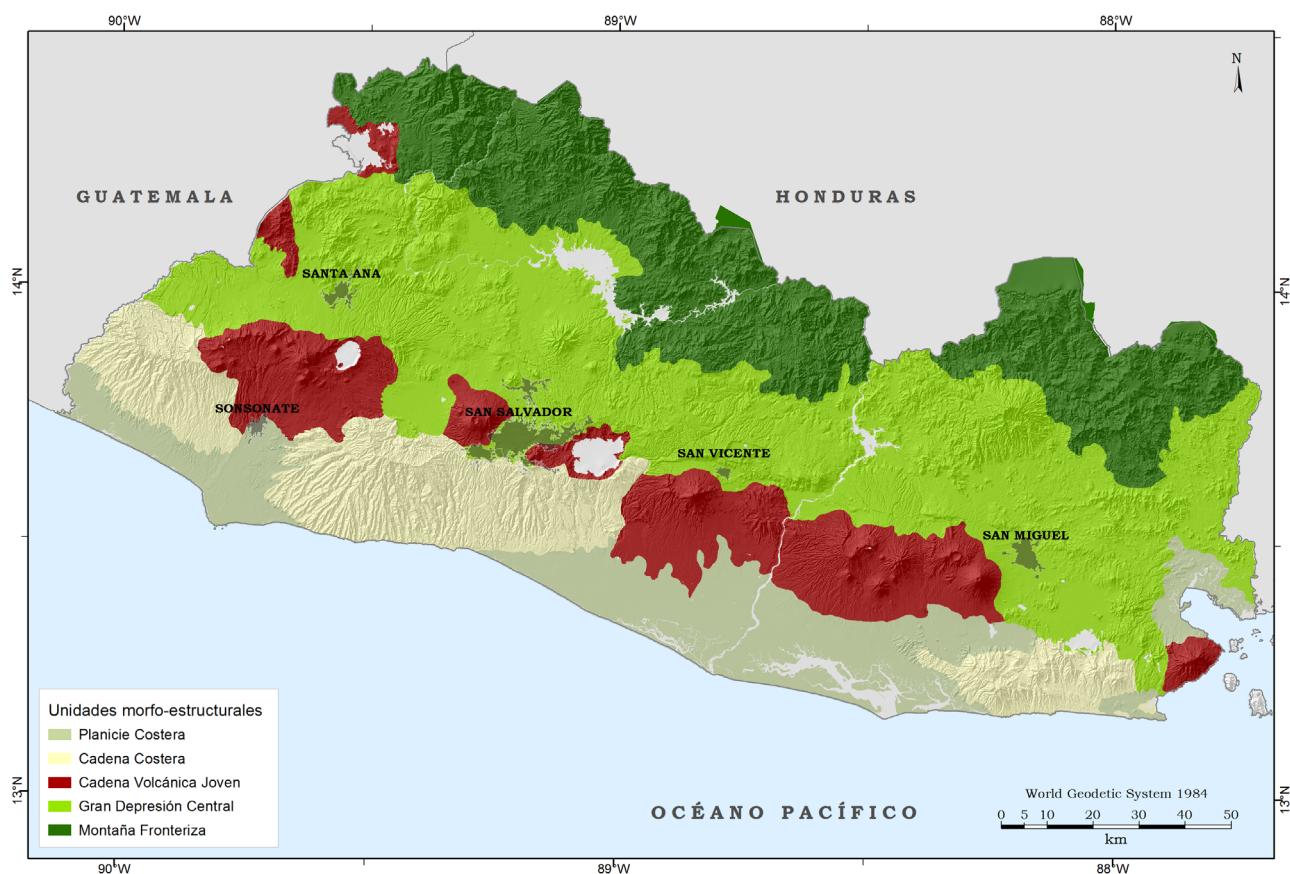 90°W 89°W 88°W
N
GUATEMALA
HONDURAS
SANTA ANA
14°N
14°N
SONSONATE
SAN SALVADOR
SAN VICENTE
SAN MIGUEL
Unidades morfo-estructurales
Planicie Costera
Cadena Costera
Cadena Volcánica Joven
Gran Depresión Central
Montaña Fronteriza
13°N
13°N
OCÉANO PACÍFICO
World Geodetic System 1984
0 5 10 20 30 40 50
km
90°W 89°W 88°W